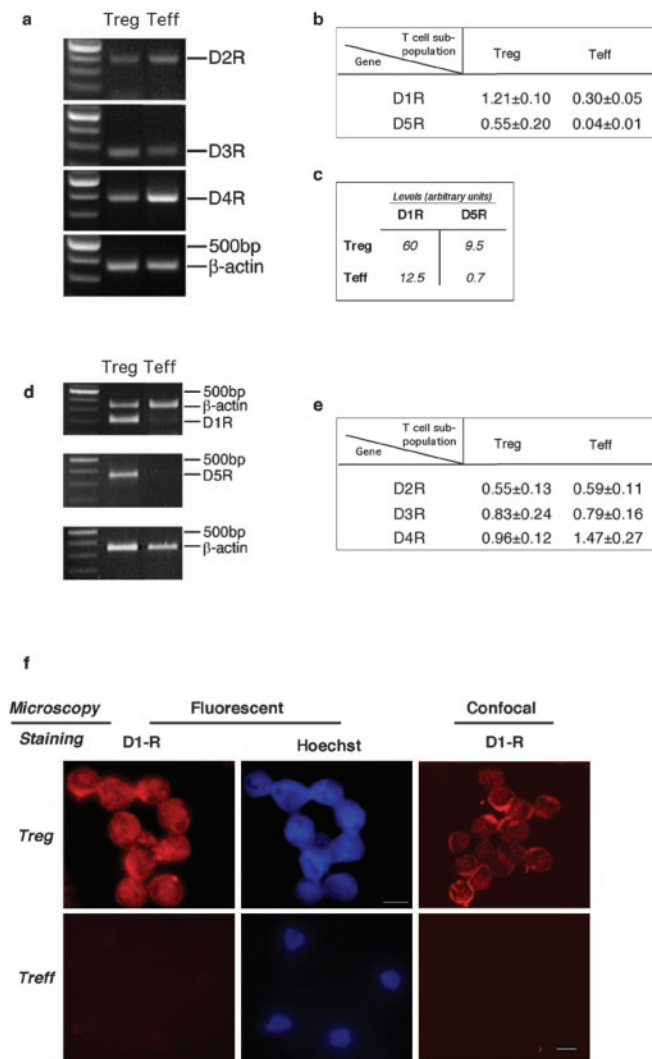 a
Treg Teff
D2R
D3R
D4R
500bp
β-actin
b
T cell sub-population
Gene
Treg
Teff
D1R 1.21±0.10 0.30±0.05
D5R 0.55±0.20 0.04±0.01
c
Levels (arbitrary units)
D1R D5R
Treg 60 9.5
Teff 12.5 0.7
d
Treg Teff
500bp
β-actin
D1R
500bp
D5R
500bp
β-actin
e
T cell sub-population
Gene
Treg
Teff
D2R 0.55±0.13 0.59±0.11
D3R 0.83±0.24 0.79±0.16
D4R 0.96±0.12 1.47±0.27
f
Microscopy Fluorescent Confocal
Staining D1-R Hoechst D1-R
Treg
Treff